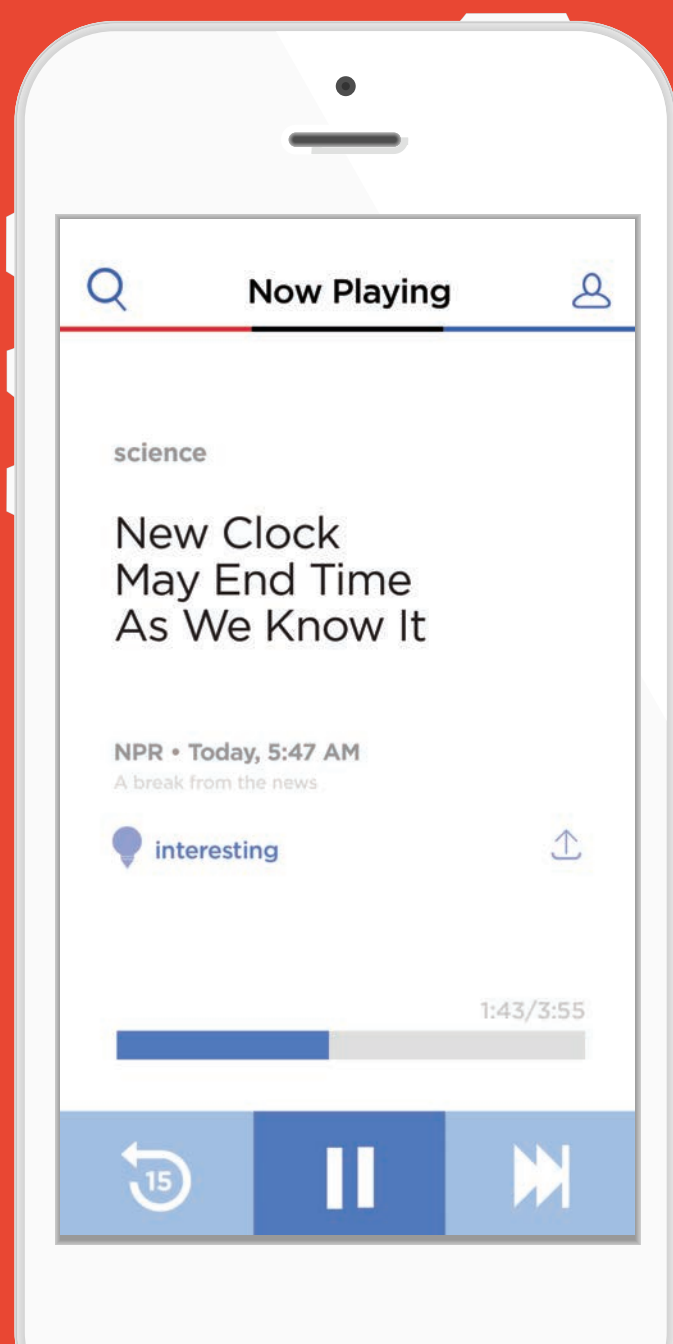 Now Playing
science
New Clock
May End Time
As We Know It
NPR • Today, 5:47 AM
A break from the news
interesting
1:43/3:55
15